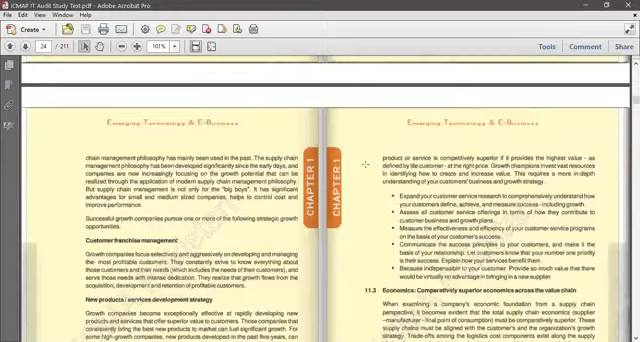 ICMAP IT Audit Study Text.pdf - Adobe Acrobat Pro
File Edit View Window Help
Create
24 / 211
101%
Tools Comment Share
Emerging Technology & E-Business
chain management philosophy has mainly been used in the past. The supply chain
management philosophy has been developed significantly since the early days, and
companies are now increasingly focusing on the growth potential that can be
realized through the application of modern supply chain management philosophy.
But supply chain management is not only for the "big boys". It has significant
advantages for small and medium sized companies, helps to control cost and
improve performance.
Successful growth companies pursue one or more of the following strategic growth
opportunities.
Customer franchise management:
Growth companies focus selectively and aggressively on developing and managing
the most profitable customers. They constantly strive to know everything about
those customers and their needs (which includes the needs of their customers), and
serve those needs with intense dedication. They realize that growth flows from the
acquisition, development and retention of profitable customers.
New products / services development strategy
Growth companies become exceptionally effective at rapidly developing new
products and services that offer superior value to customers. Those companies that
consistently bring the best new products to market can fuel significant growth. For
some high-growth companies, new products developed in the past five-years, can
CHAPTER 1
CHAPTER 1
Emerging Technology & E-Business
product or service is competitively superior if it provides the highest value - as
defined by tile customer - at the right price. Growth champions invest vast resources
in identifying how to create and increase value. This requires a more in-depth
understanding of your customers' business and growth strategy.
• Expand your customer service research to comprehensively understand how
your customers define, achieve, and measure success - including growth
• Assess all customer service offerings in terms of how they contribute to
customer business and growth plans.
• Measure the effectiveness and efficiency of your customer service programs
on the basis of your customer's success.
• Communicate the success principles to your customers, and make it the
basis of your relationship. Let customers know that your number one priority
is their success. Explain how your services benefit them.
• Because indispensable to your customer. Provide so much value that there
would be virtually no advantage in bringing in a new supplier
11.3 Economics: Comparatively superior economics across the value chain
When examining a company's economic foundation from a supply chain
perspective, it becomes evident that the total supply chain economics (supplier
–manufacturer - final point of consumption) must be comparatively superior. These
supply chains must be aligned with the customer's and the organization's growth
strategy. Trade-offs among the logistics cost components exist along the value